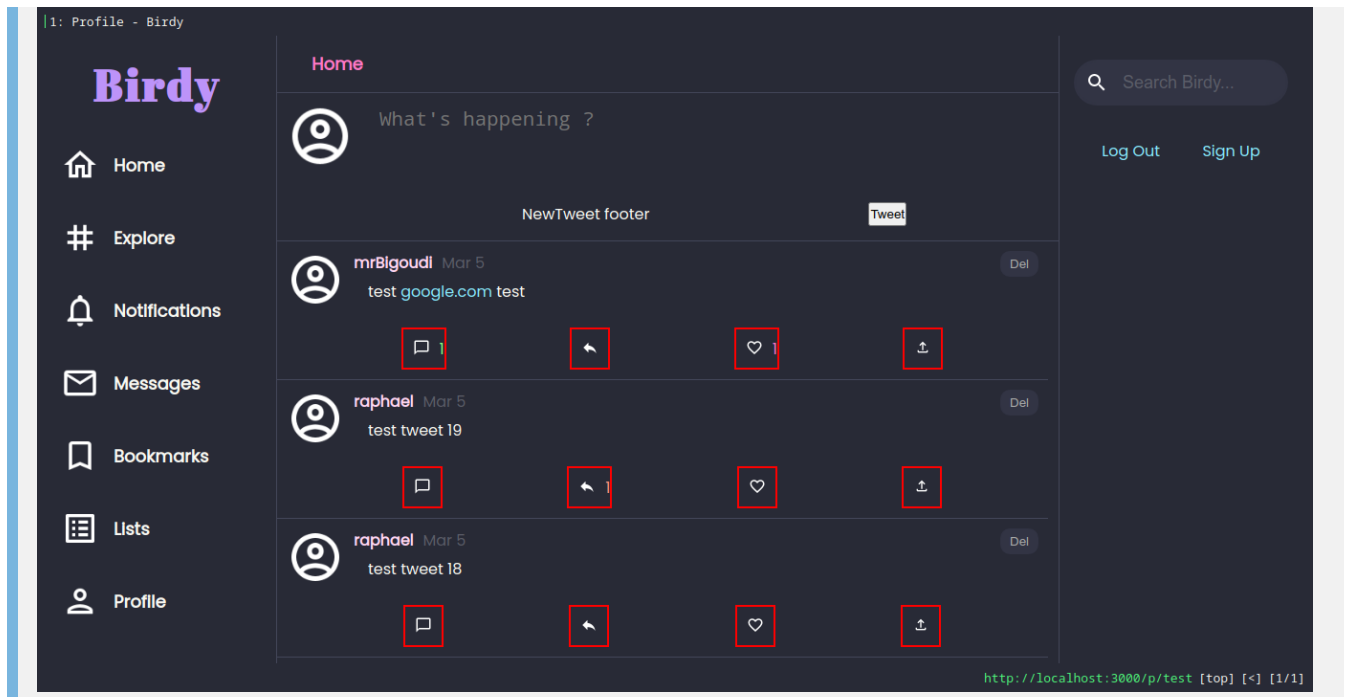 1: Profile - Birdy
Birdy
Home
Explore
Notifications
Messages
Bookmarks
Lists
Profile
Home
What's happening ?
NewTweet footer
Tweet
mrBigoudi Mar 5
Del
test google.com test
1
1
raphael Mar 5
Del
test tweet 19
1
raphael Mar 5
Del
test tweet 18
Search Birdy...
Log Out Sign Up
http://localhost:3000/p/test [top] [<] [1/1]